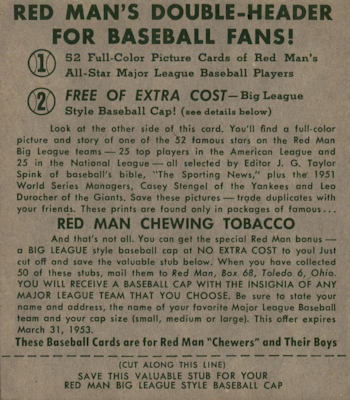 RED MAN'S DOUBLE-HEADER
FOR BASEBALL FANS!
1 52 Full-Color Picture Cards of Red Man's
All-Star Major League Baseball Players
2 FREE OF EXTRA COST—Big League
Style Baseball Cap! (see details below)
Look at the other side of this card. You'll find a full-color
picture and story of one of the 52 famous stars on the Red Man
Big League teams—25 top players in the American League and
25 in the National League—all selected by Editor J. G. Taylor
Spink of baseball's bible, "The Sporting News," plus the 1951
World Series Managers, Casey Stengel of the Yankees and Leo
Durocher of the Giants. Save these pictures—trade duplicates with
your friends. These prints are found only in packages of famous...
RED MAN CHEWING TOBACCO
And that's not all. You can get the special Red Man bonus—
a BIG LEAGUE style baseball cap at NO EXTRA COST to you! Just
cut off and save the valuable stub below. When you have collected
50 of these stubs, mail them to Red Man, Box 68, Toledo 6, Ohio.
YOU WILL RECEIVE A BASEBALL CAP WITH THE INSIGNIA OF ANY
MAJOR LEAGUE TEAM THAT YOU CHOOSE. Be sure to state your
name and address, the name of your favorite Major League Baseball
team and your cap size (small, medium or large). This offer expires
March 31, 1953.
These Baseball Cards are for Red Man "Chewers" and Their Boys
(CUT ALONG THIS LINE)
SAVE THIS VALUABLE STUB FOR YOUR
RED MAN BIG LEAGUE STYLE BASEBALL CAP